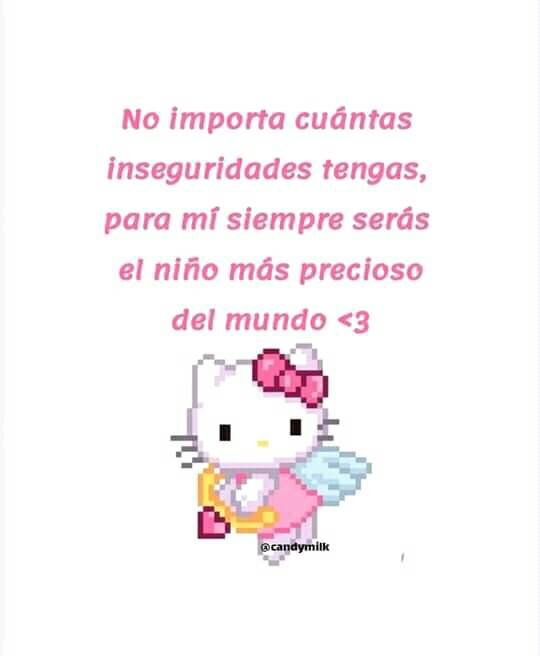 No importa cuántas
inseguridades tengas,
para mí siempre serás
el niño más precioso
del mundo <3
@candymilk